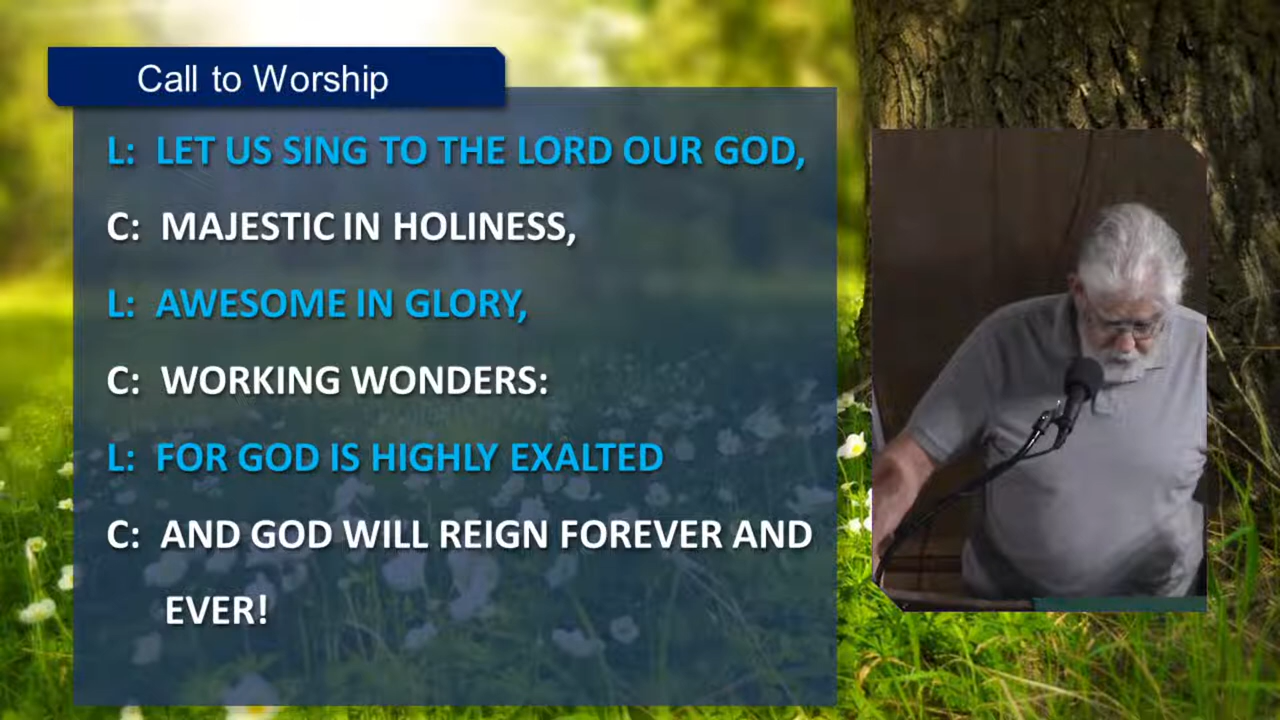 Call to Worship
L: LET US SING TO THE LORD OUR GOD,
C: MAJESTIC IN HOLINESS,
L: AWESOME IN GLORY,
C: WORKING WONDERS:
L: FOR GOD IS HIGHLY EXALTED
C: AND GOD WILL REIGN FOREVER AND
EVER!